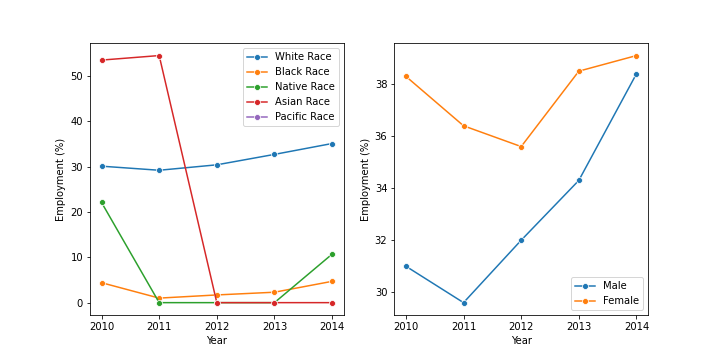 Employment (%)
50
40
30
20
10
0
2010 2011 2012 2013 2014
Year
White Race
Black Race
Native Race
Asian Race
Pacific Race
Employment (%)
38
36
34
32
30
2010 2011 2012 2013 2014
Year
Male
Female